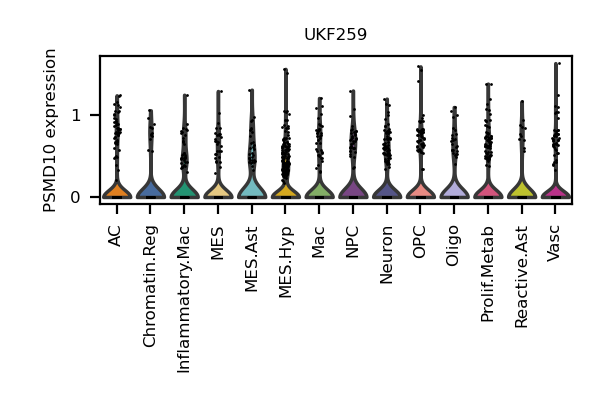 UKF259
PSMD10 expression
1
0
AC
Chromatin.Reg
Inflammatory.Mac
MES
MES.Ast
MES.Hyp
Mac
NPC
Neuron
OPC
Oligo
Prolif.Metab
Reactive.Ast
Vasc